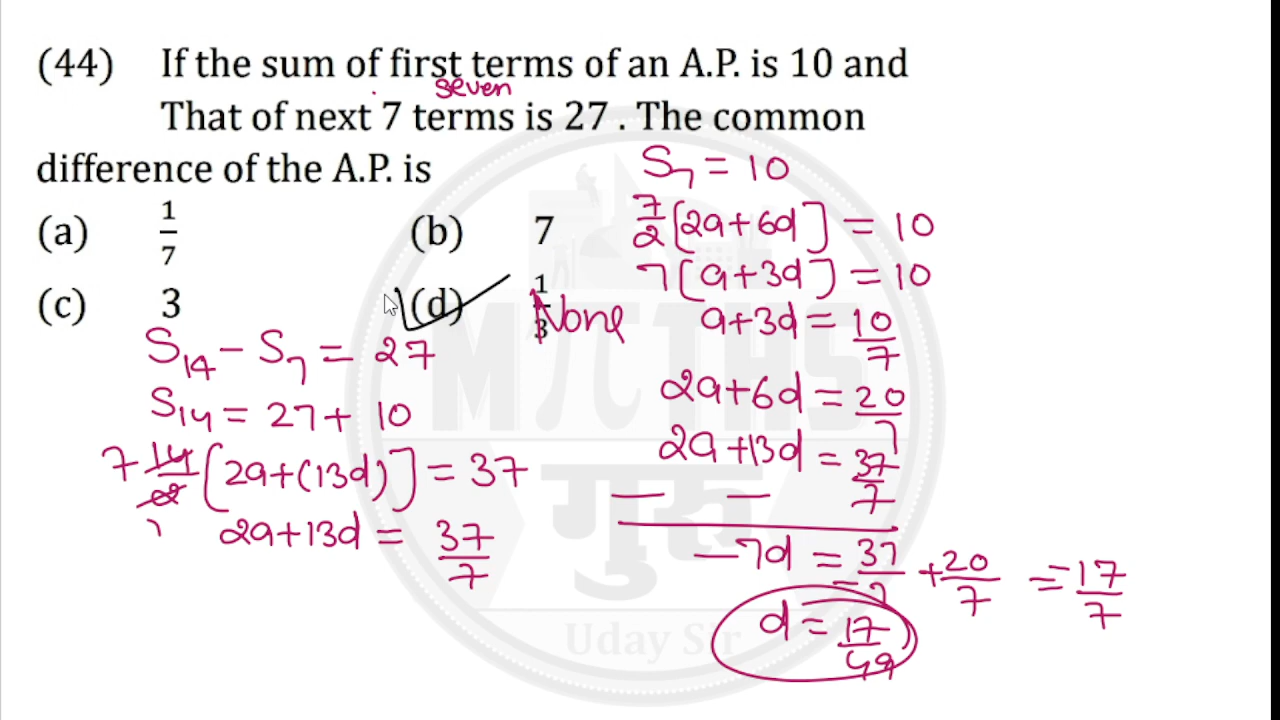 (44) If the sum of first terms of an A.P. is 10 and
seven
That of next 7 terms is 27 . The common
difference of the A.P. is
(a) 1/7 (b) 7
(c) 3 (d) 1/3 None
S₇ = 10
7/2 [2a+6d] = 10
7[a+3d] = 10
a+3d = 10/7
2a+6d = 20/7
2a+13d = 37/7
— —
-7d = -37/7 + 20/7 = -17/7
d = 17/49
S₁₄ - S₇ = 27
S₁₄ = 27+ 10
7 14/2 [2a+(13d)] = 37
1
2a+13d = 37/7
MATHS
गुरु
Uday Sir